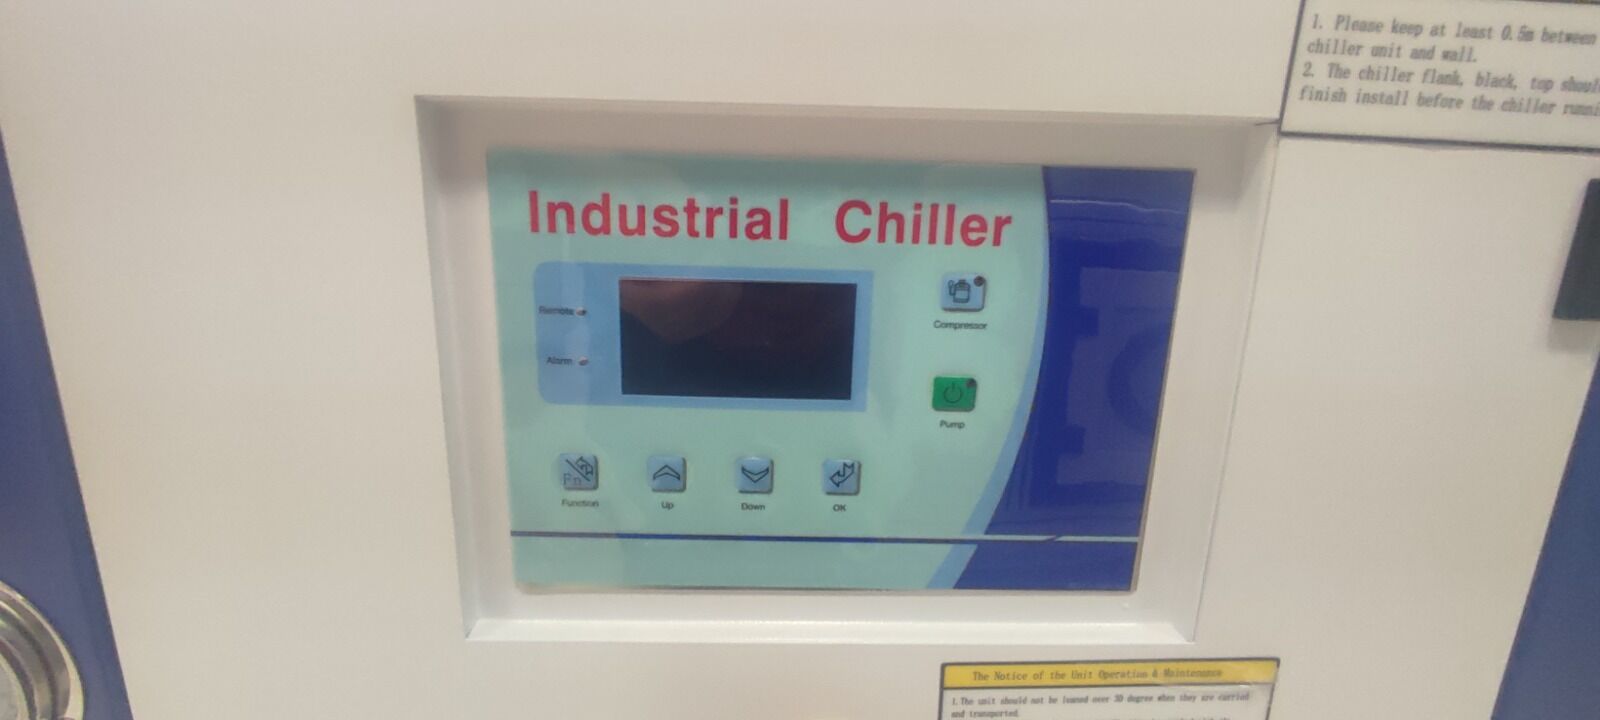 1. Please keep at least 0.5m between
chiller unit and wall.
2. The chiller flank, black, top shoul
finish install before the chiller runni
Industrial Chiller
Remote
Alarm
Compressor
Pump
Fn
Function
Up
Down
OK
The Notice of the Unit Operation & Maintenance
1. The unit should not be leaned over 30 degree when they are carried
and transported.